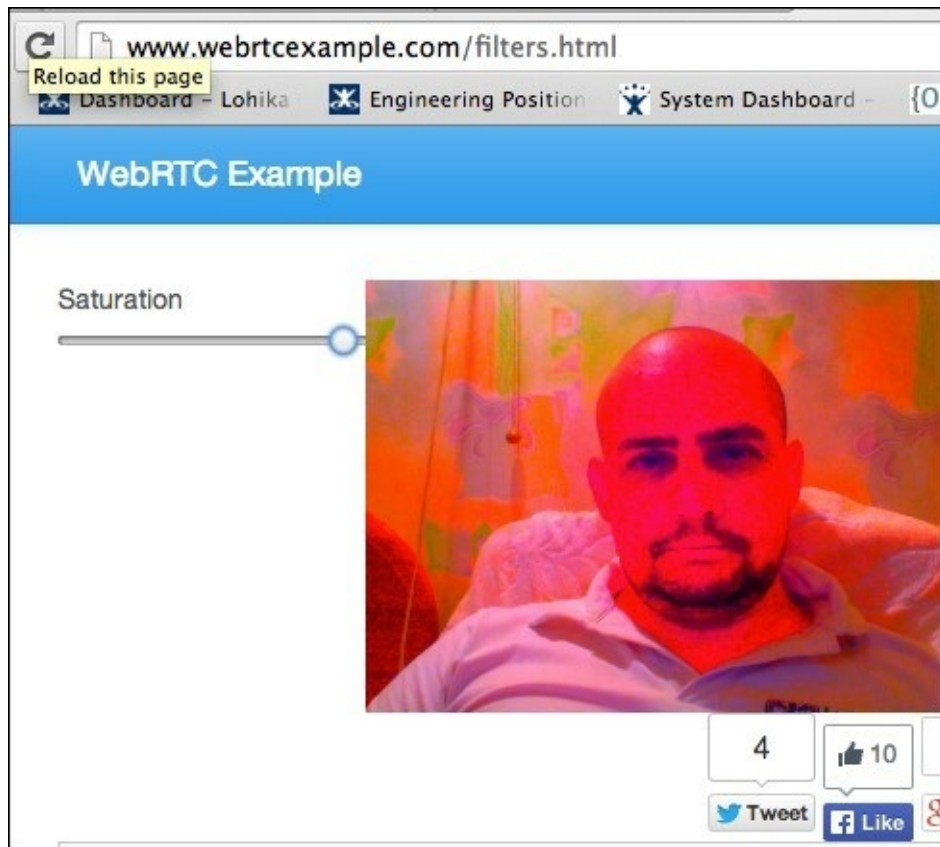 www.webrtcexample.com/filters.html
Reload this page
Dashboard – Lohika
Engineering Position
System Dashboard –
{O
WebRTC Example
Saturation
4
10
Tweet
Like